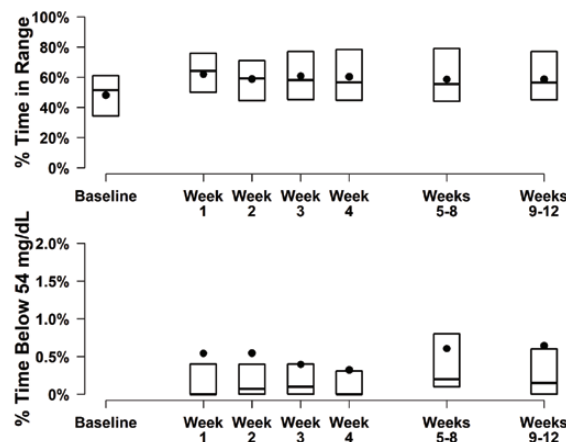 % Time in Range
100%
80%
60%
40%
20%
0%
Baseline Week Week Week Week Weeks Weeks
1 2 3 4 5-8 9-12
% Time Below 54 mg/dL
2.0%
1.5%
1.0%
0.5%
0%
Baseline Week Week Week Week Weeks Weeks
1 2 3 4 5-8 9-12